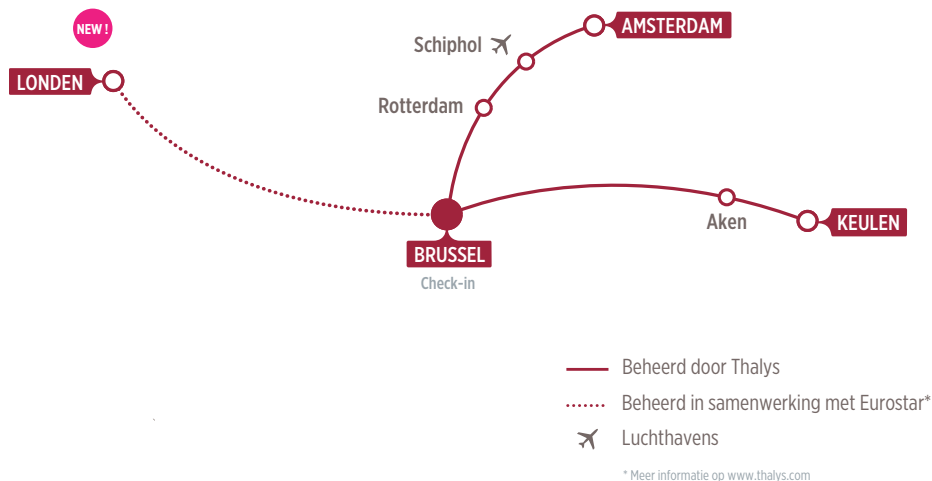 NEW !
LONDEN
AMSTERDAM
Schiphol
Rotterdam
Aken
KEULEN
BRUSSEL
Check-in
Beheerd door Thalys
Beheerd in samenwerking met Eurostar*
Luchthavens
* Meer informatie op www.thalys.com